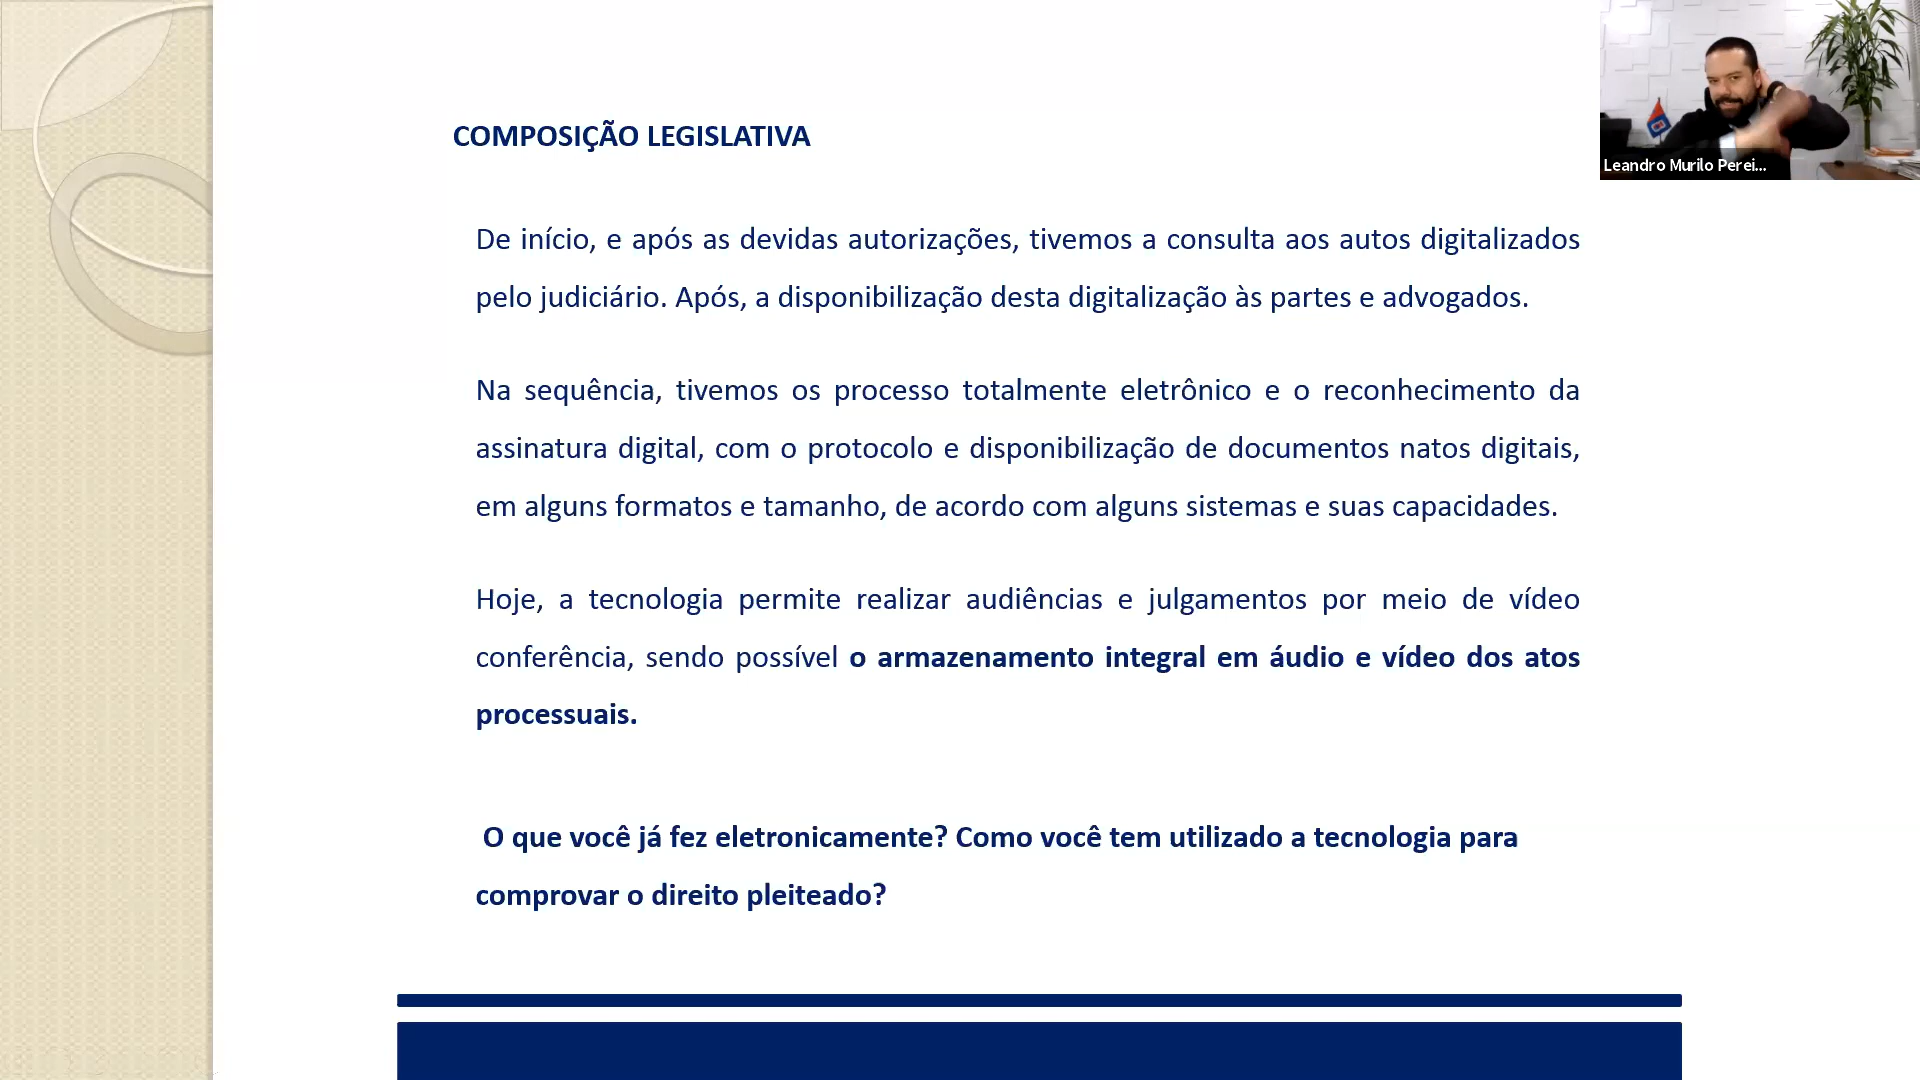 COMPOSIÇÃO LEGISLATIVA
Leandro Murilo Perei...
De início, e após as devidas autorizações, tivemos a consulta aos autos digitalizados
pelo judiciário. Após, a disponibilização desta digitalização às partes e advogados.
Na sequência, tivemos os processo totalmente eletrônico e o reconhecimento da
assinatura digital, com o protocolo e disponibilização de documentos natos digitais,
em alguns formatos e tamanho, de acordo com alguns sistemas e suas capacidades.
Hoje, a tecnologia permite realizar audiências e julgamentos por meio de vídeo
conferência, sendo possível o armazenamento integral em áudio e vídeo dos atos
processuais.
O que você já fez eletronicamente? Como você tem utilizado a tecnologia para
comprovar o direito pleiteado?